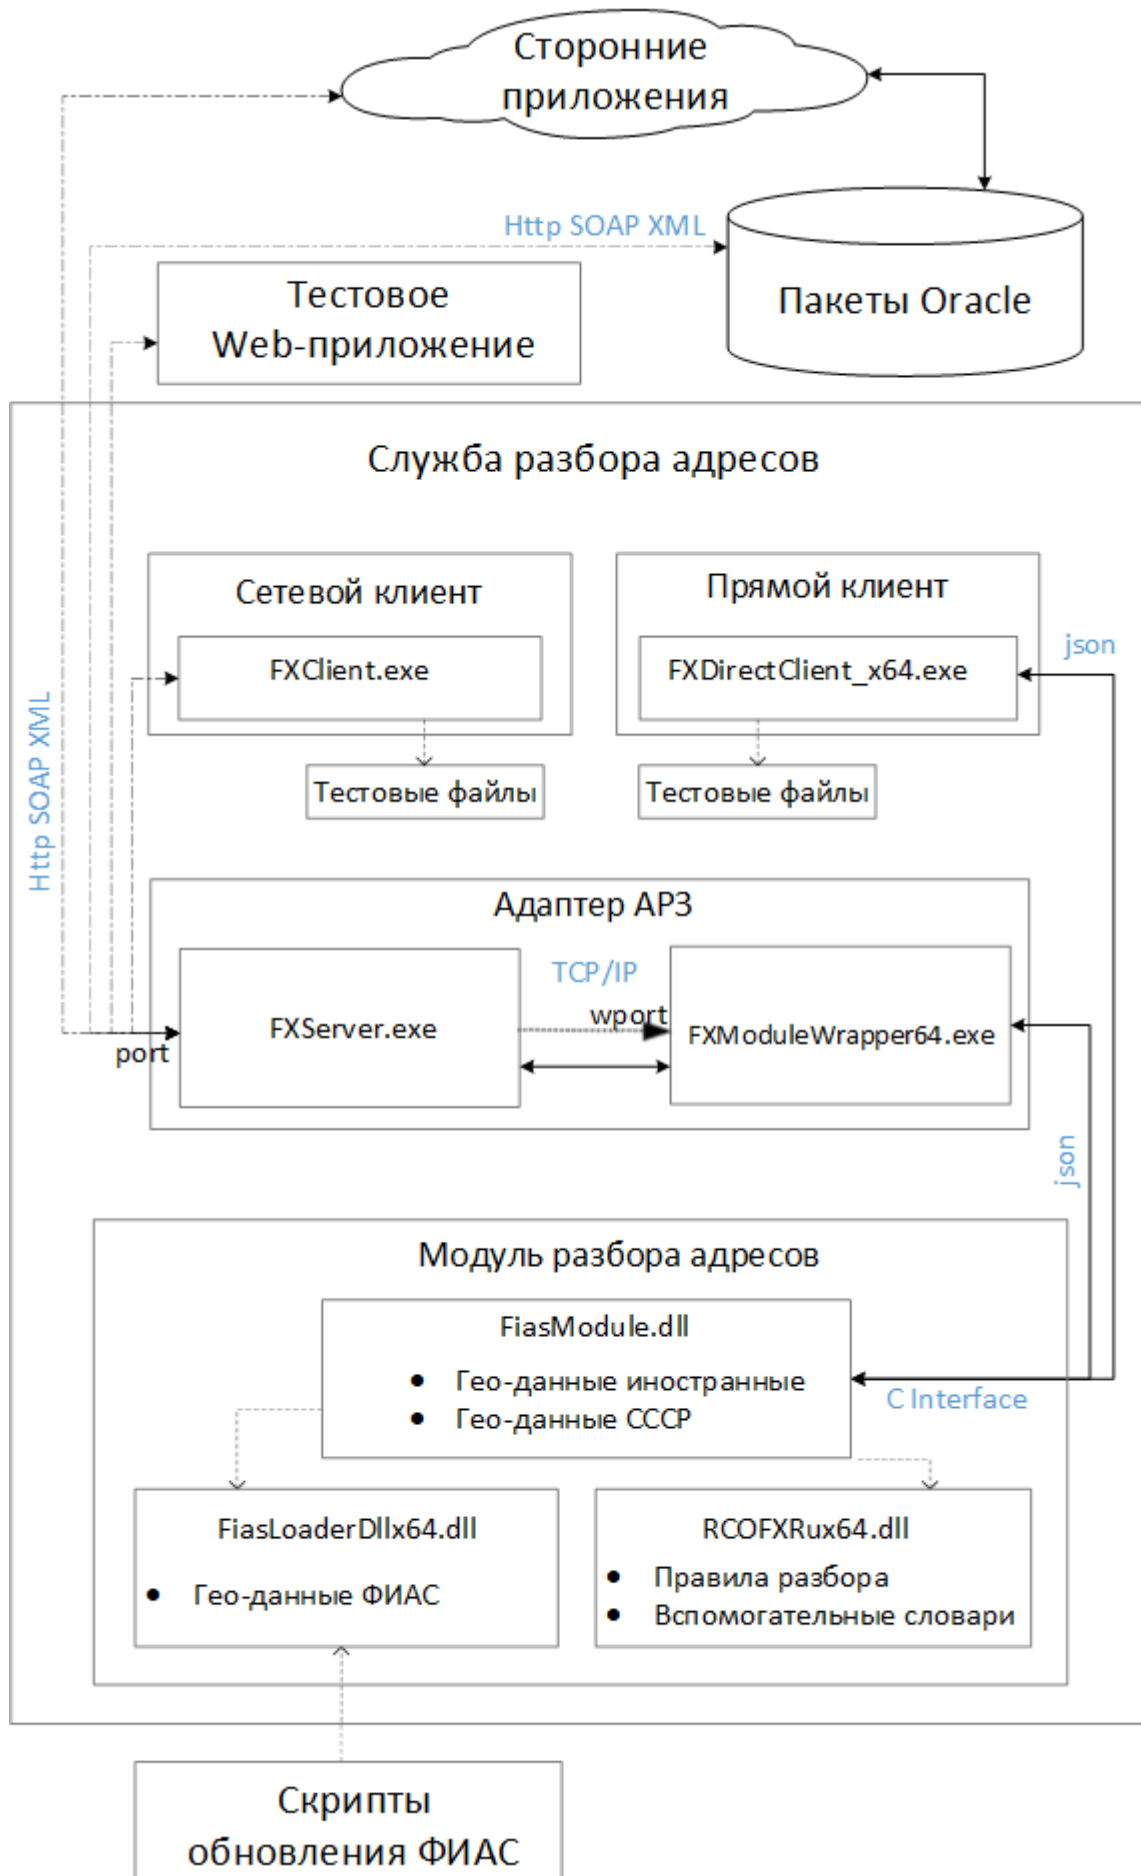 Сторонние
приложения
Http SOAP XML
Пакеты Oracle
Тестовое
Web-приложение
Служба разбора адресов
Сетевой клиент
FXClient.exe
Тестовые файлы
Прямой клиент
FXDirectClient_x64.exe
Тестовые файлы
json
Http SOAP XML
Адаптер АРЗ
FXServer.exe
port
TCP/IP
wport
FXModuleWrapper64.exe
json
Модуль разбора адресов
FiasModule.dll
• Гео-данные иностранные
• Гео-данные СССР
C Interface
FiasLoaderDllx64.dll
• Гео-данные ФИАС
RCOFXRux64.dll
• Правила разбора
• Вспомогательные словари
Скрипты
обновления ФИАС